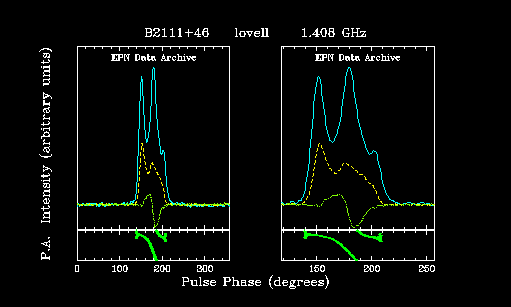 B2111+46 lovell 1.408 GHz
EPN Data Archive EPN Data Archive
P.A. Intensity (arbitrary units)
0 100 200 300 150 200 250
Pulse Phase (degrees)